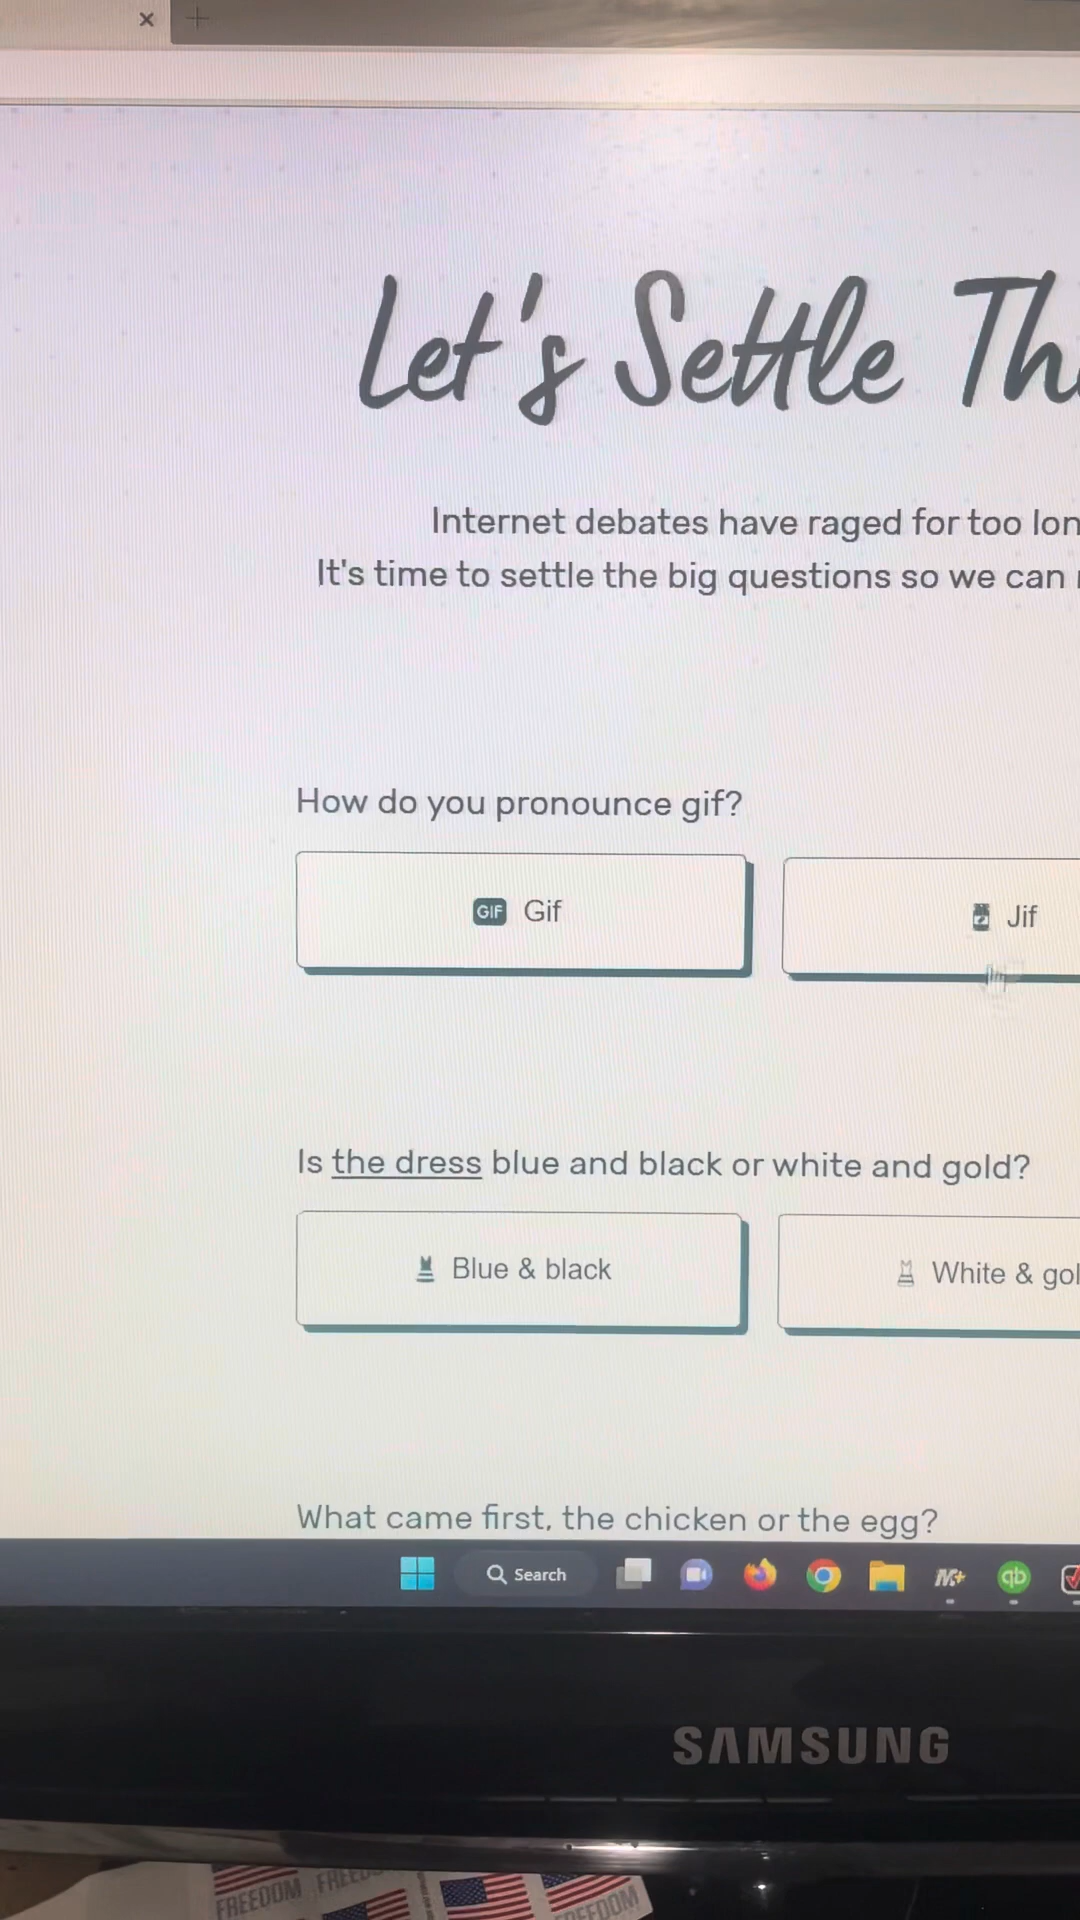 Let's Settle Th
Internet debates have raged for too lon
It's time to settle the big questions so we can
How do you pronounce gif?
GIF Gif
Jif
Is the dress blue and black or white and gold?
Blue & black
White & gol
What came first, the chicken or the egg?
Search
M+
qb
SAMSUNG
FREEDOM
FREEDOM